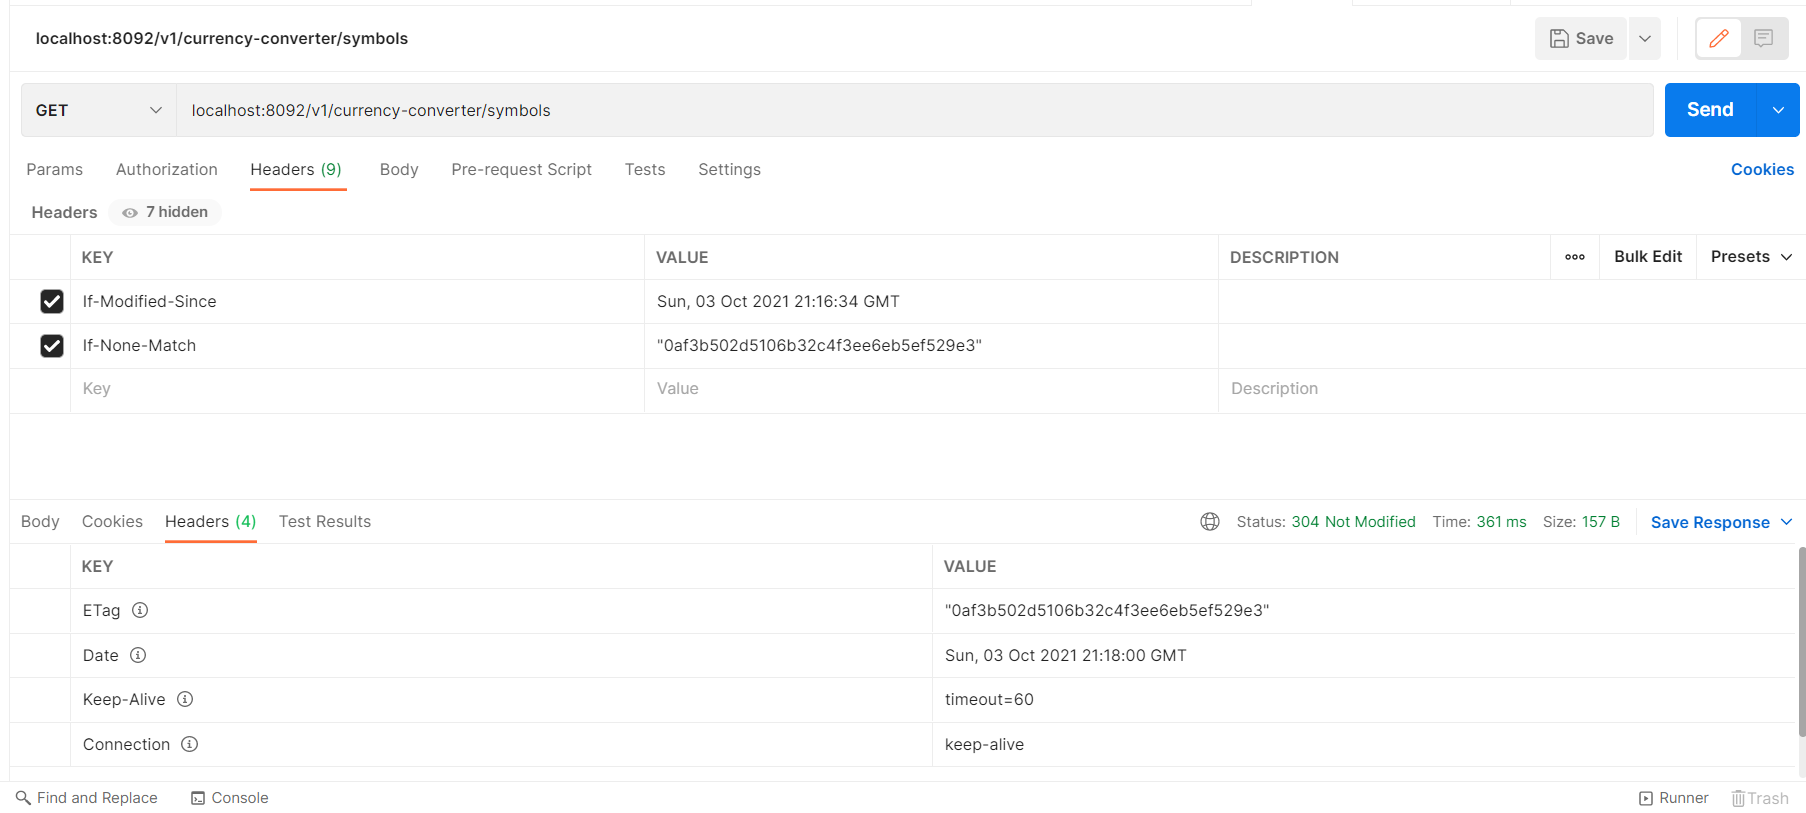 localhost:8092/v1/currency-converter/symbols
Save
GET
localhost:8092/v1/currency-converter/symbols
Send
Params Authorization Headers (9) Body Pre-request Script Tests Settings Cookies
Headers 7 hidden
KEY VALUE DESCRIPTION ooo Bulk Edit Presets
If-Modified-Since Sun, 03 Oct 2021 21:16:34 GMT
If-None-Match "0af3b502d5106b32c4f3ee6eb5ef529e3"
Key Value Description
Body Cookies Headers (4) Test Results Status: 304 Not Modified Time: 361 ms Size: 157 B Save Response
KEY VALUE
ETag "0af3b502d5106b32c4f3ee6eb5ef529e3"
Date Sun, 03 Oct 2021 21:18:00 GMT
Keep-Alive timeout=60
Connection keep-alive
Find and Replace Console Runner Trash